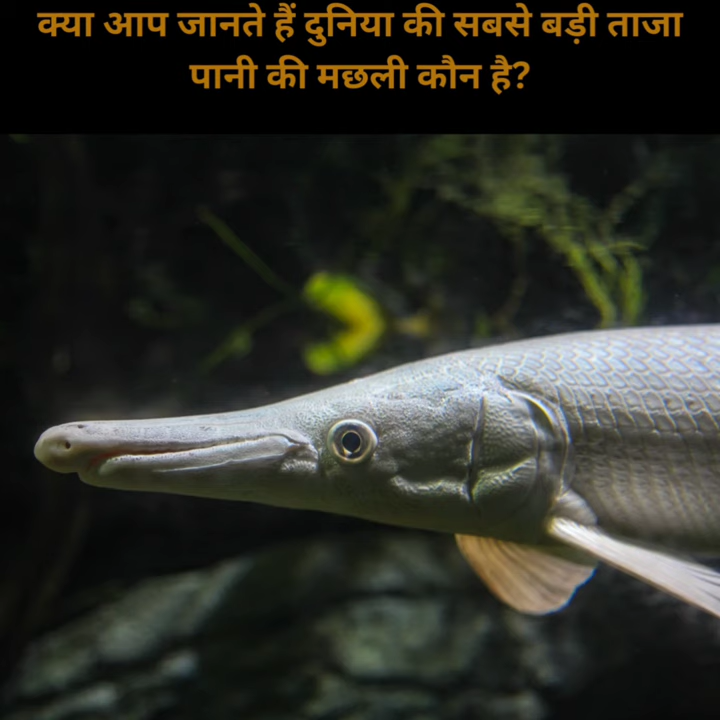 क्या आप जानते हैं दुनिया की सबसे बड़ी ताजा
पानी की मछली कौन है?